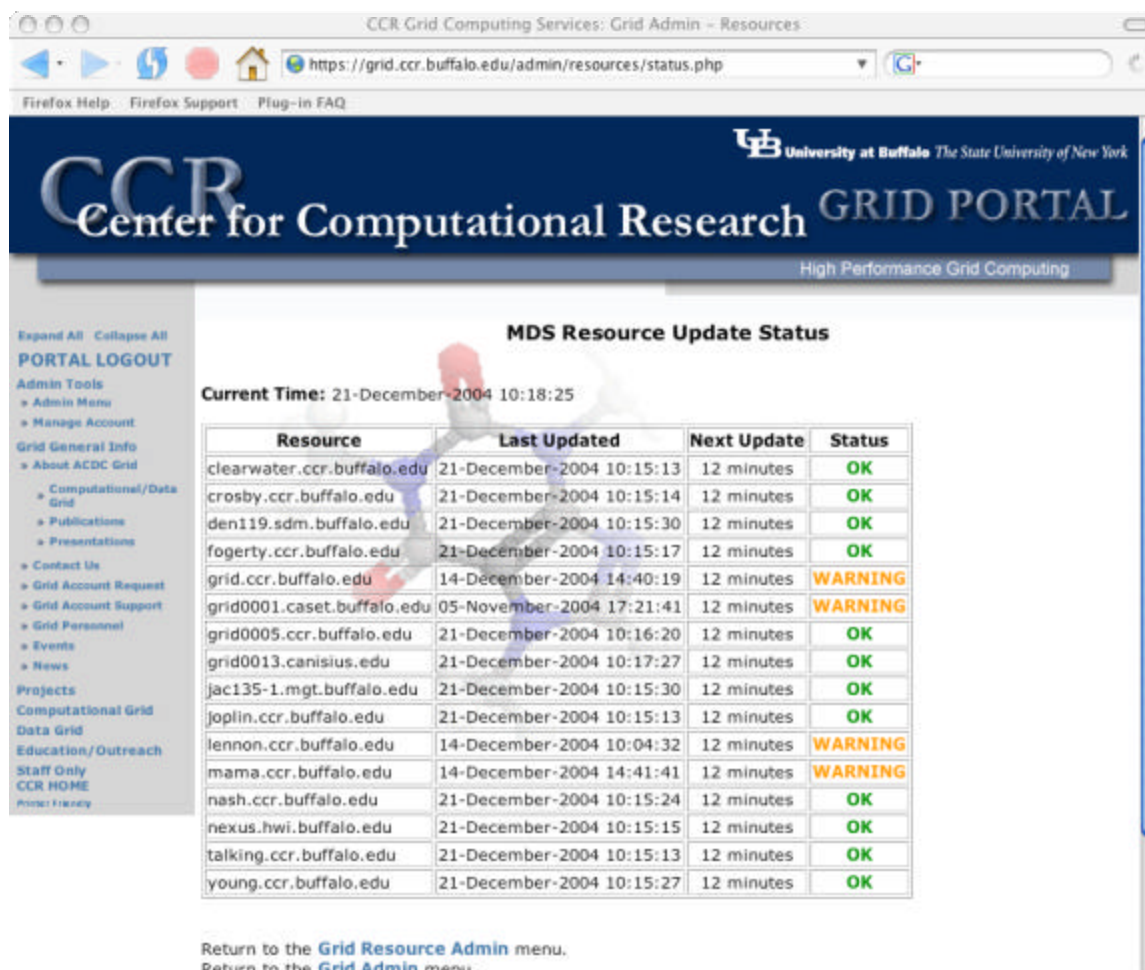 CCR Grid Computing Services: Grid Admin – Resources
https://grid.ccr.buffalo.edu/admin/resources/status.php
G
Firefox Help Firefox Support Plug-in FAQ
UB University at Buffalo The State University of New York
CCR
Center for Computational Research GRID PORTAL
High Performance Grid Computing
Expand All Collapse All
PORTAL LOGOUT
Admin Tools
» Admin Menu
» Manage Account
Grid General Info
» About ACDC Grid
» Computational/Data
Grid
» Publications
» Presentations
» Contact Us
» Grid Account Request
» Grid Account Support
» Grid Personnel
» Events
» News
Projects
Computational Grid
Data Grid
Education/Outreach
Staff Only
CCR HOME
Printer Friendly
MDS Resource Update Status
Current Time: 21-December-2004 10:18:25
Resource Last Updated Next Update Status
clearwater.ccr.buffalo.edu 21-December-2004 10:15:13 12 minutes OK
crosby.ccr.buffalo.edu 21-December-2004 10:15:14 12 minutes OK
den119.sdm.buffalo.edu 21-December-2004 10:15:30 12 minutes OK
fogerty.ccr.buffalo.edu 21-December-2004 10:15:17 12 minutes OK
grid.ccr.buffalo.edu 14-December-2004 14:40:19 12 minutes WARNING
grid0001.caset.buffalo.edu 05-November-2004 17:21:41 12 minutes WARNING
grid0005.ccr.buffalo.edu 21-December-2004 10:16:20 12 minutes OK
grid0013.canisius.edu 21-December-2004 10:17:27 12 minutes OK
jac135-1.mgt.buffalo.edu 21-December-2004 10:15:30 12 minutes OK
joplin.ccr.buffalo.edu 21-December-2004 10:15:13 12 minutes OK
lennon.ccr.buffalo.edu 14-December-2004 10:04:32 12 minutes WARNING
mama.ccr.buffalo.edu 14-December-2004 14:41:41 12 minutes WARNING
nash.ccr.buffalo.edu 21-December-2004 10:15:24 12 minutes OK
nexus.hwi.buffalo.edu 21-December-2004 10:15:15 12 minutes OK
talking.ccr.buffalo.edu 21-December-2004 10:15:13 12 minutes OK
young.ccr.buffalo.edu 21-December-2004 10:15:27 12 minutes OK
Return to the Grid Resource Admin menu.
Return to the Grid Admin menu